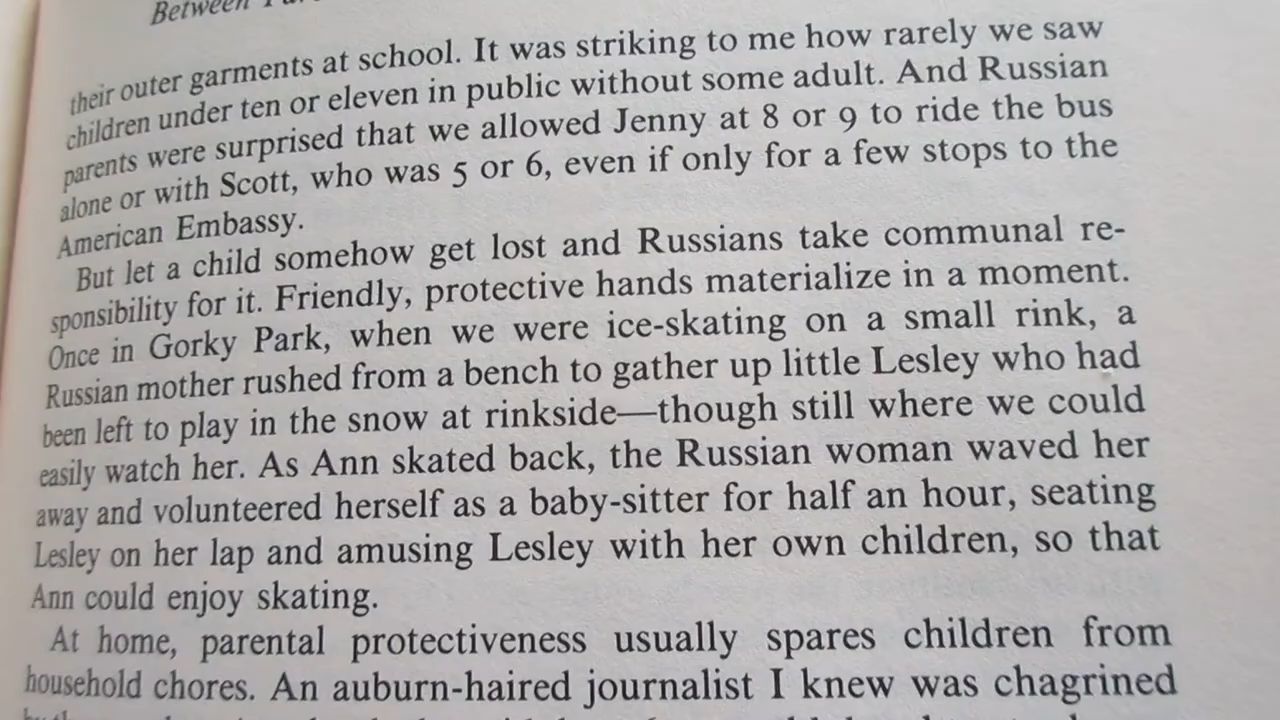 Between
their outer garments at school. It was striking to me how rarely we saw
children under ten or eleven in public without some adult. And Russian
parents were surprised that we allowed Jenny at 8 or 9 to ride the bus
alone or with Scott, who was 5 or 6, even if only for a few stops to the
American Embassy.
But let a child somehow get lost and Russians take communal re-
sponsibility for it. Friendly, protective hands materialize in a moment.
Once in Gorky Park, when we were ice-skating on a small rink, a
Russian mother rushed from a bench to gather up little Lesley who had
been left to play in the snow at rinkside—though still where we could
easily watch her. As Ann skated back, the Russian woman waved her
away and volunteered herself as a baby-sitter for half an hour, seating
Lesley on her lap and amusing Lesley with her own children, so that
Ann could enjoy skating.
At home, parental protectiveness usually spares children from
household chores. An auburn-haired journalist I knew was chagrined